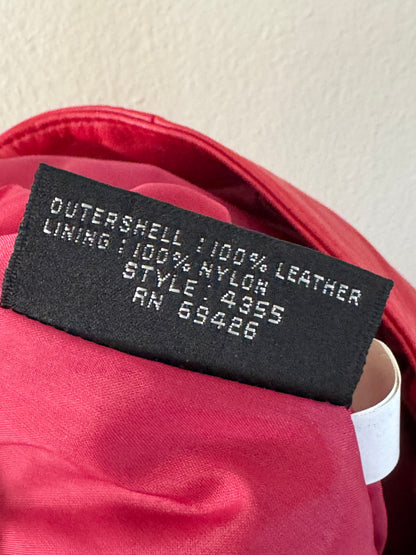 OUTERSHELL : 100% LEATHER
LINING : 100% NYLON
STYLE : 4355
RN 69426